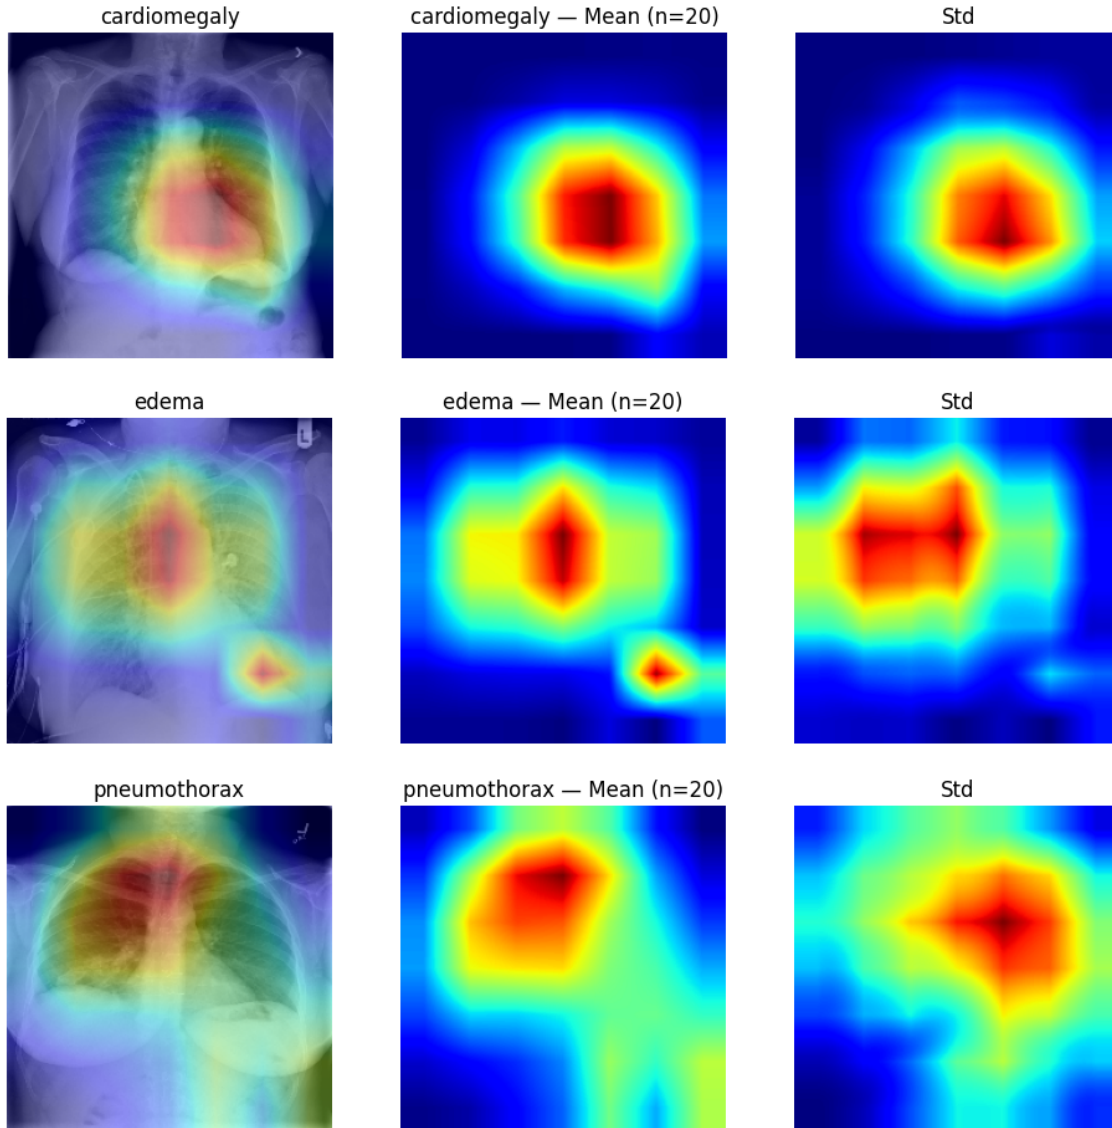 cardiomegaly cardiomegaly — Mean (n=20) Std
edema edema — Mean (n=20) Std
L
pneumothorax pneumothorax — Mean (n=20) Std
L